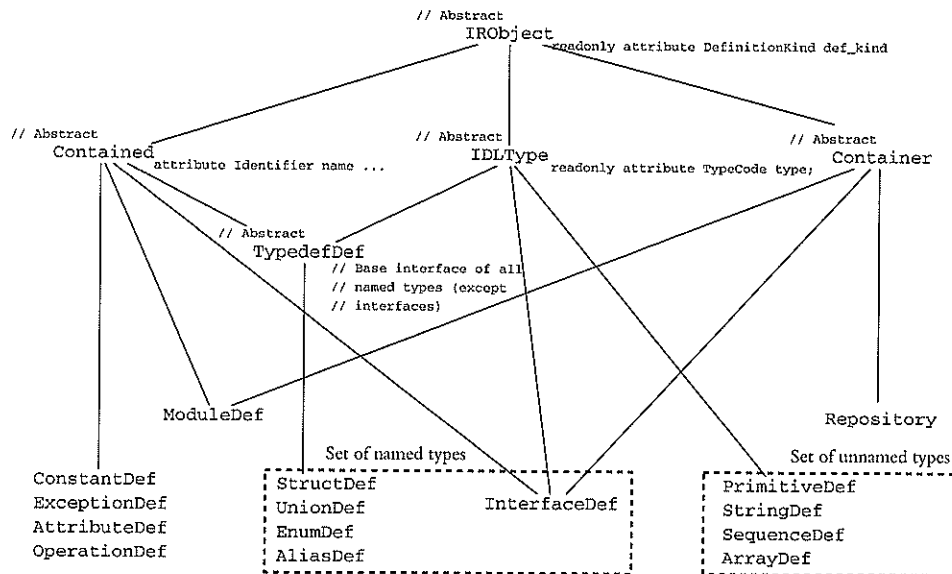 // Abstract
IRObject
readonly attribute DefinitionKind def_kind
// Abstract
Contained
attribute Identifier name ...
// Abstract
IDLType
readonly attribute TypeCode type;
// Abstract
Container
// Abstract
TypedefDef
// Base interface of all
// named types (except
// interfaces)
ModuleDef
Repository
Set of named types
Set of unnamed types
ConstantDef
ExceptionDef
AttributeDef
OperationDef
StructDef
UnionDef
EnumDef
AliasDef
InterfaceDef
PrimitiveDef
StringDef
SequenceDef
ArrayDef